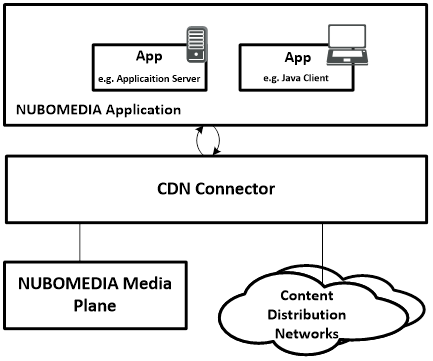 App
e.g. Applicaition Server
App
e.g. Java Client
NUBOMEDIA Application
CDN Connector
NUBOMEDIA Media
Plane
Content
Distribution
Networks